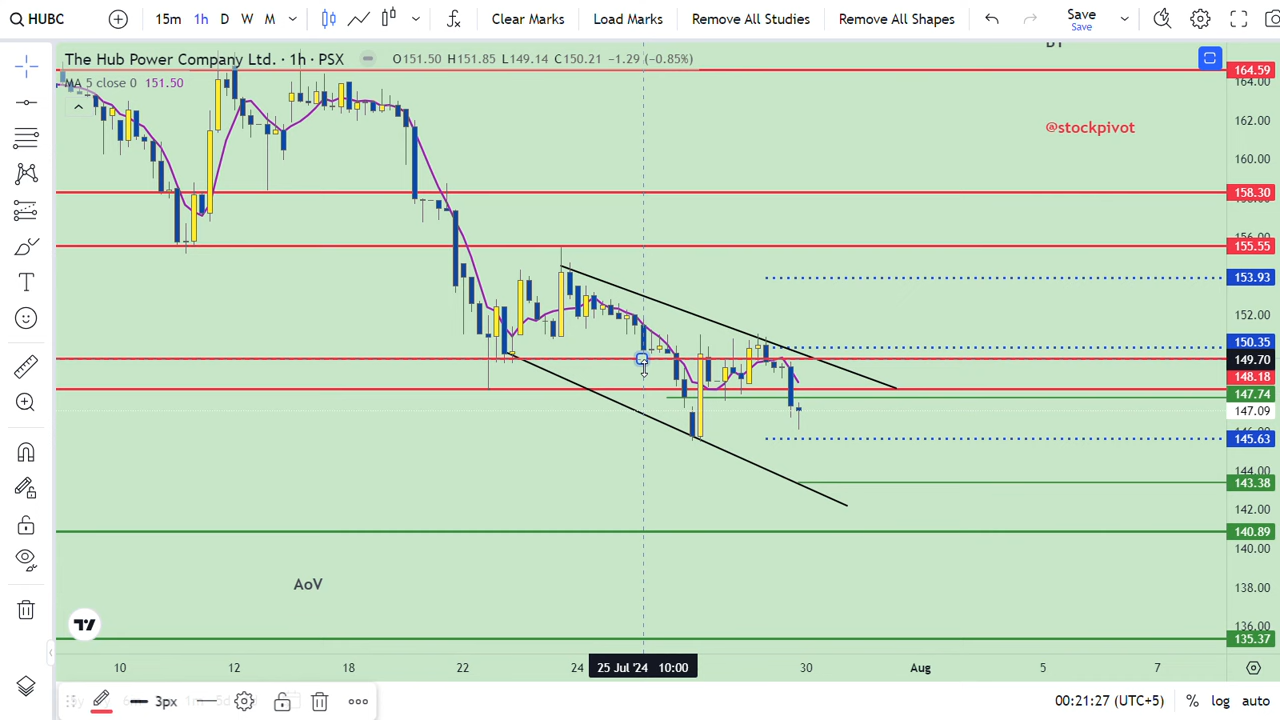 HUBC 15m 1h D W M Clear Marks Load Marks Remove All Studies Remove All Shapes Save
Save
The Hub Power Company Ltd. · 1h · PSX O151.50 H151.85 L149.14 C150.21 −1.29 (−0.85%)
MA 5 close 0 151.50
@stockpivot
164.59
164.00
162.00
160.00
158.30
156.00
155.55
153.93
152.00
150.35
149.70
148.18
147.74
147.09
145.63
144.00
143.38
142.00
140.89
140.00
138.00
136.00
135.37
AoV
10 12 18 22 24 25 Jul '24 10:00 30 Aug 5 7
3px 00:21:27 (UTC+5) % log auto